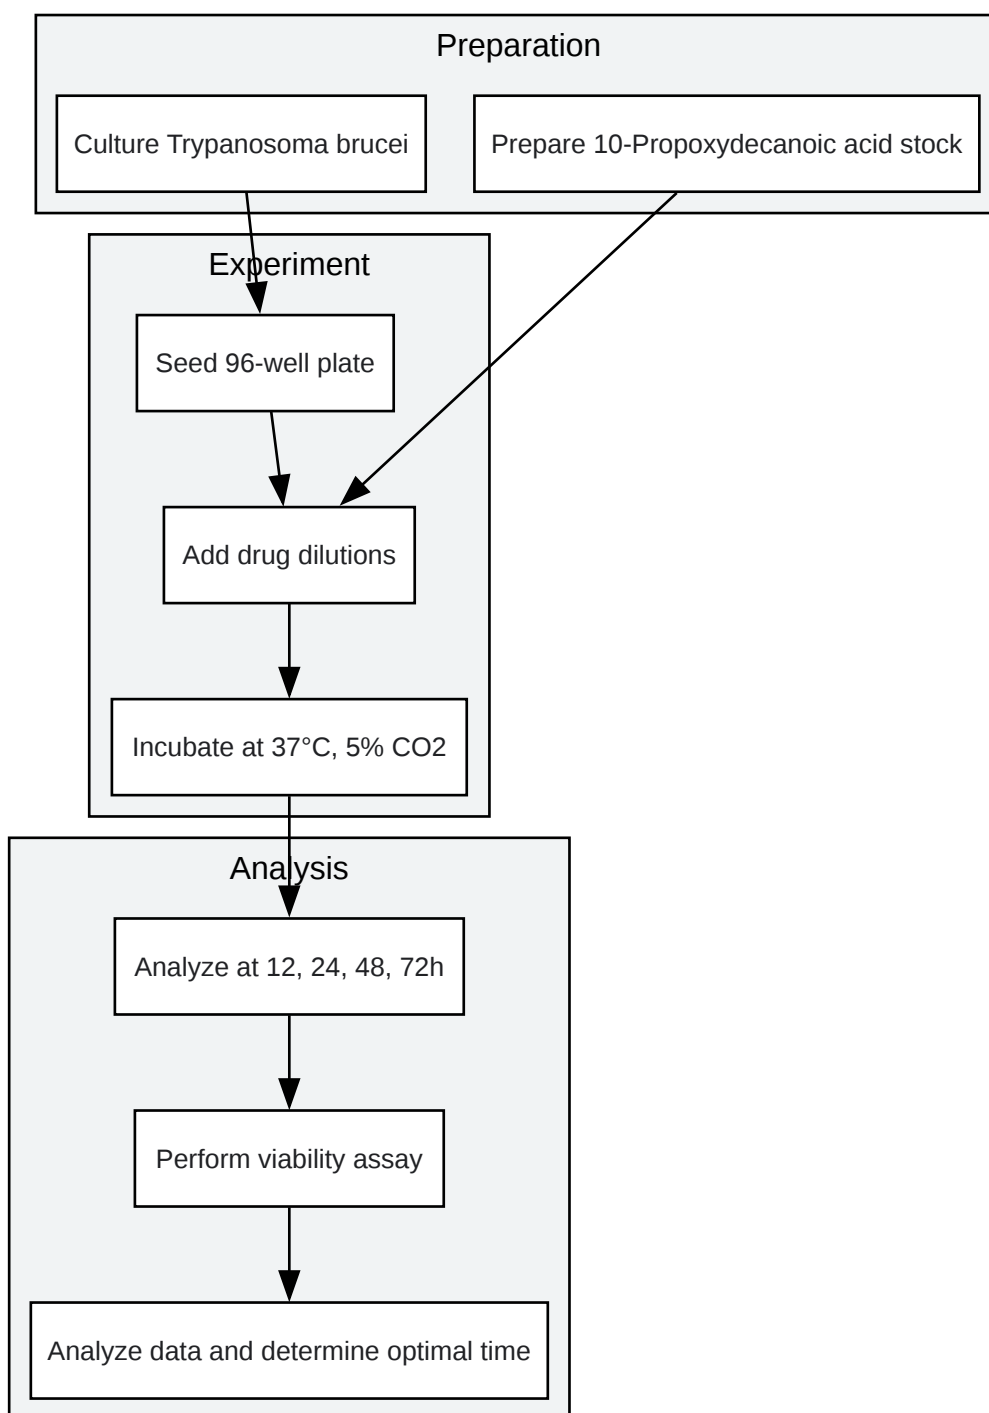 Preparation
Culture Trypanosoma brucei
Prepare 10-Propoxydecanoic acid stock
Experiment
Seed 96-well plate
Add drug dilutions
Incubate at 37°C, 5% CO2
Analysis
Analyze at 12, 24, 48, 72h
Perform viability assay
Analyze data and determine optimal time